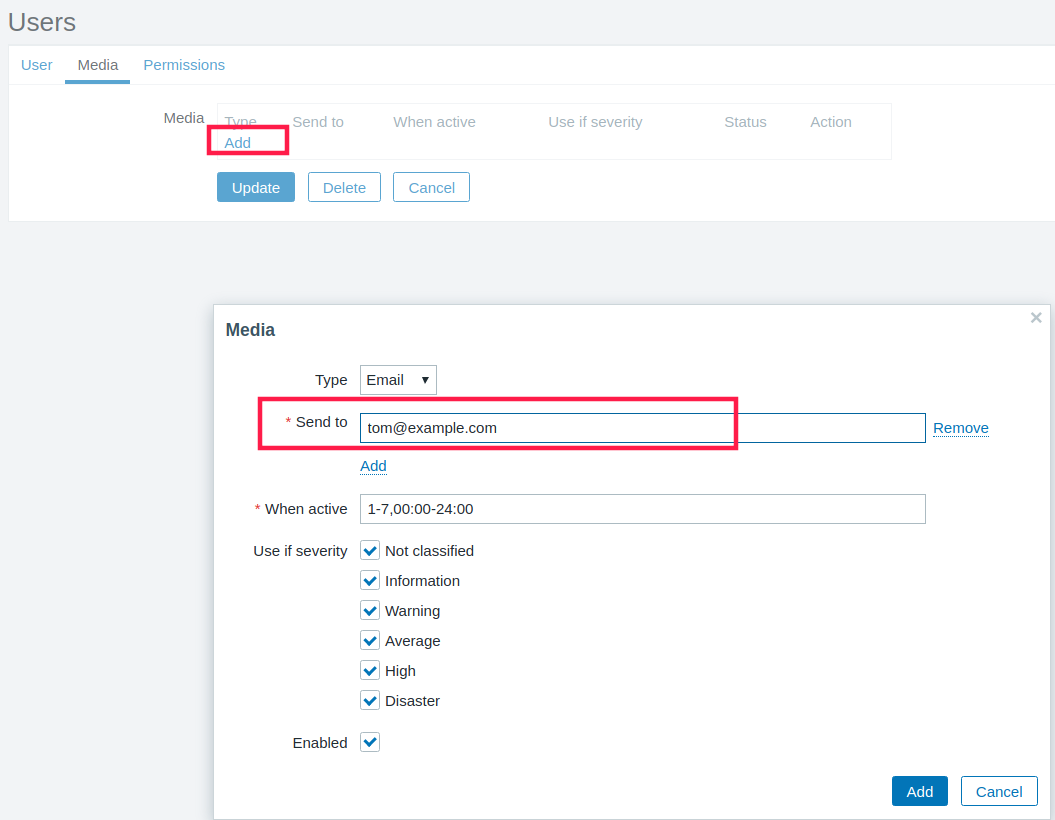 Users
User Media Permissions
Media Type Send to When active Use if severity Status Action
Add
Update Delete Cancel
Media ×
Type Email ▼
* Send to tom@example.com Remove
Add
* When active 1-7,00:00-24:00
Use if severity Not classified
Information
Warning
Average
High
Disaster
Enabled
Add Cancel